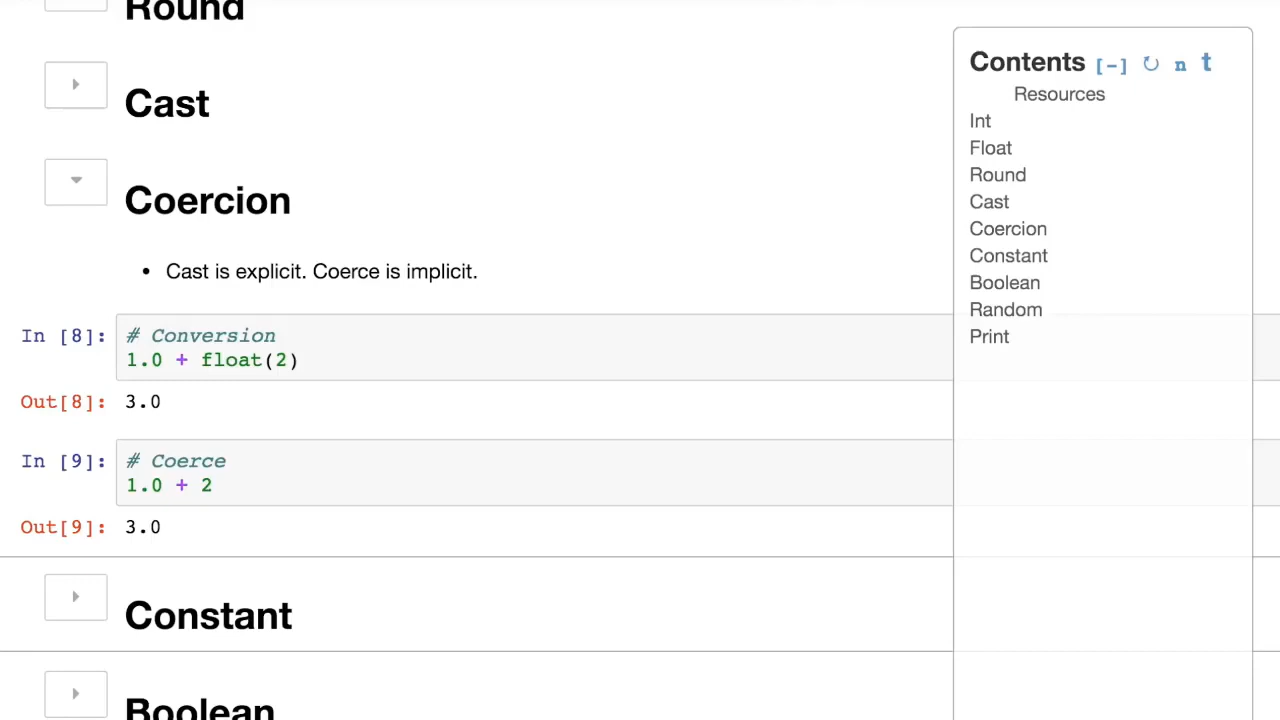 Round
Cast
Coercion
• Cast is explicit. Coerce is implicit.
In [8]:
# Conversion
1.0 + float(2)
Out[8]:
3.0
In [9]:
# Coerce
1.0 + 2
Out[9]:
3.0
Constant
Boolean
Contents [-] ↻ n t
Resources
Int
Float
Round
Cast
Coercion
Constant
Boolean
Random
Print